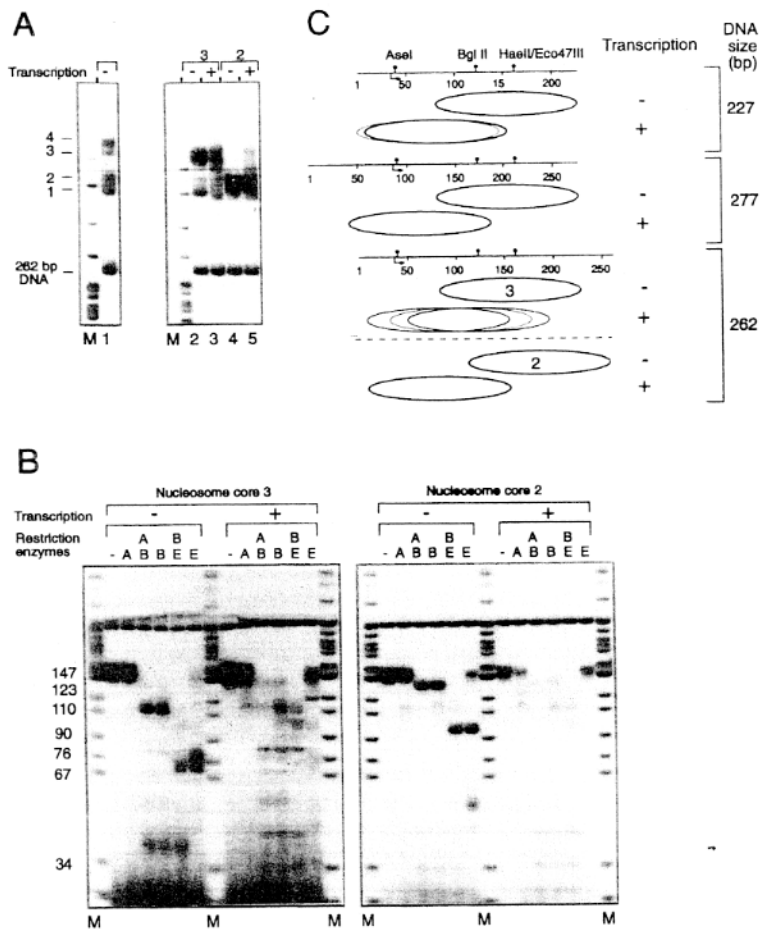 A
3 2
Transcription - - + - +
4
3
2
1
262 bp
DNA
M 1 M 2 3 4 5
C
Transcription
DNA
size
(bp)
AseI Bgl II HaeII/Eco47III
1 50 100 150 200
-
+
227
1 50 100 150 200 250
-
+
277
1 50 100 150 200 250
3
-
+
2
-
+
262
B
Nucleosome core 3 Nucleosome core 2
Transcription - + - +
Restriction A B A B A B A B
enzymes - A B B E E - A B B E E - A B B E E - A B B E E
147
123
110
90
76
67
34
M M M M M M